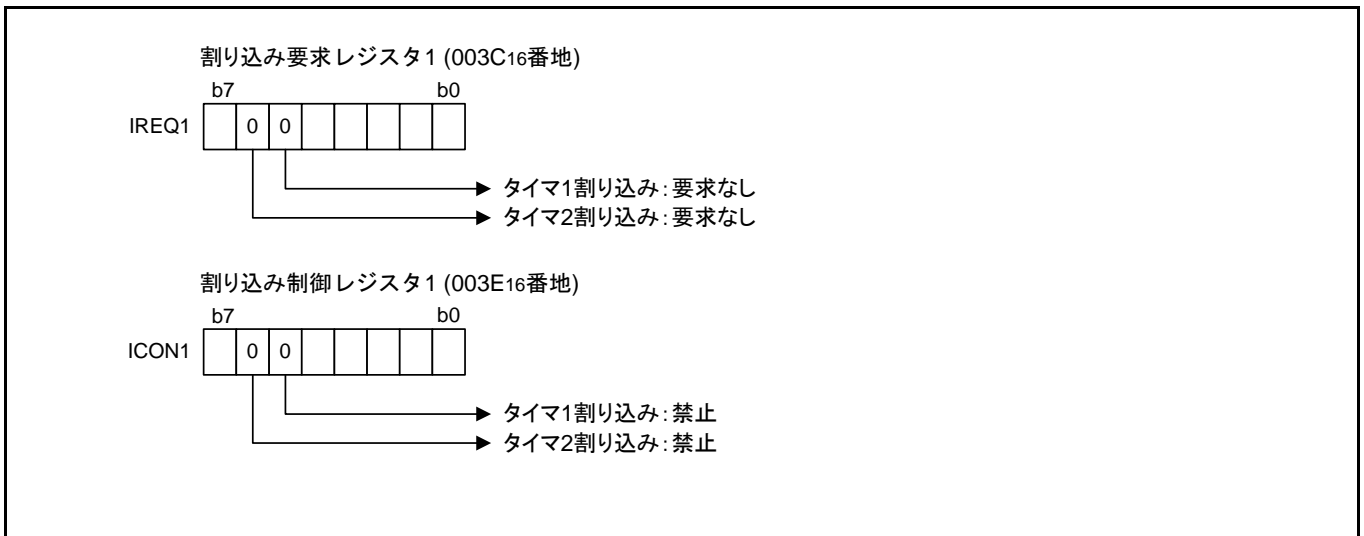 割り込み要求レジスタ1 (003C16番地)
b7 b0
IREQ1 0 0
タイマ1割り込み:要求なし
タイマ2割り込み:要求なし
割り込み制御レジスタ1 (003E16番地)
b7 b0
ICON1 0 0
タイマ1割り込み:禁止
タイマ2割り込み:禁止